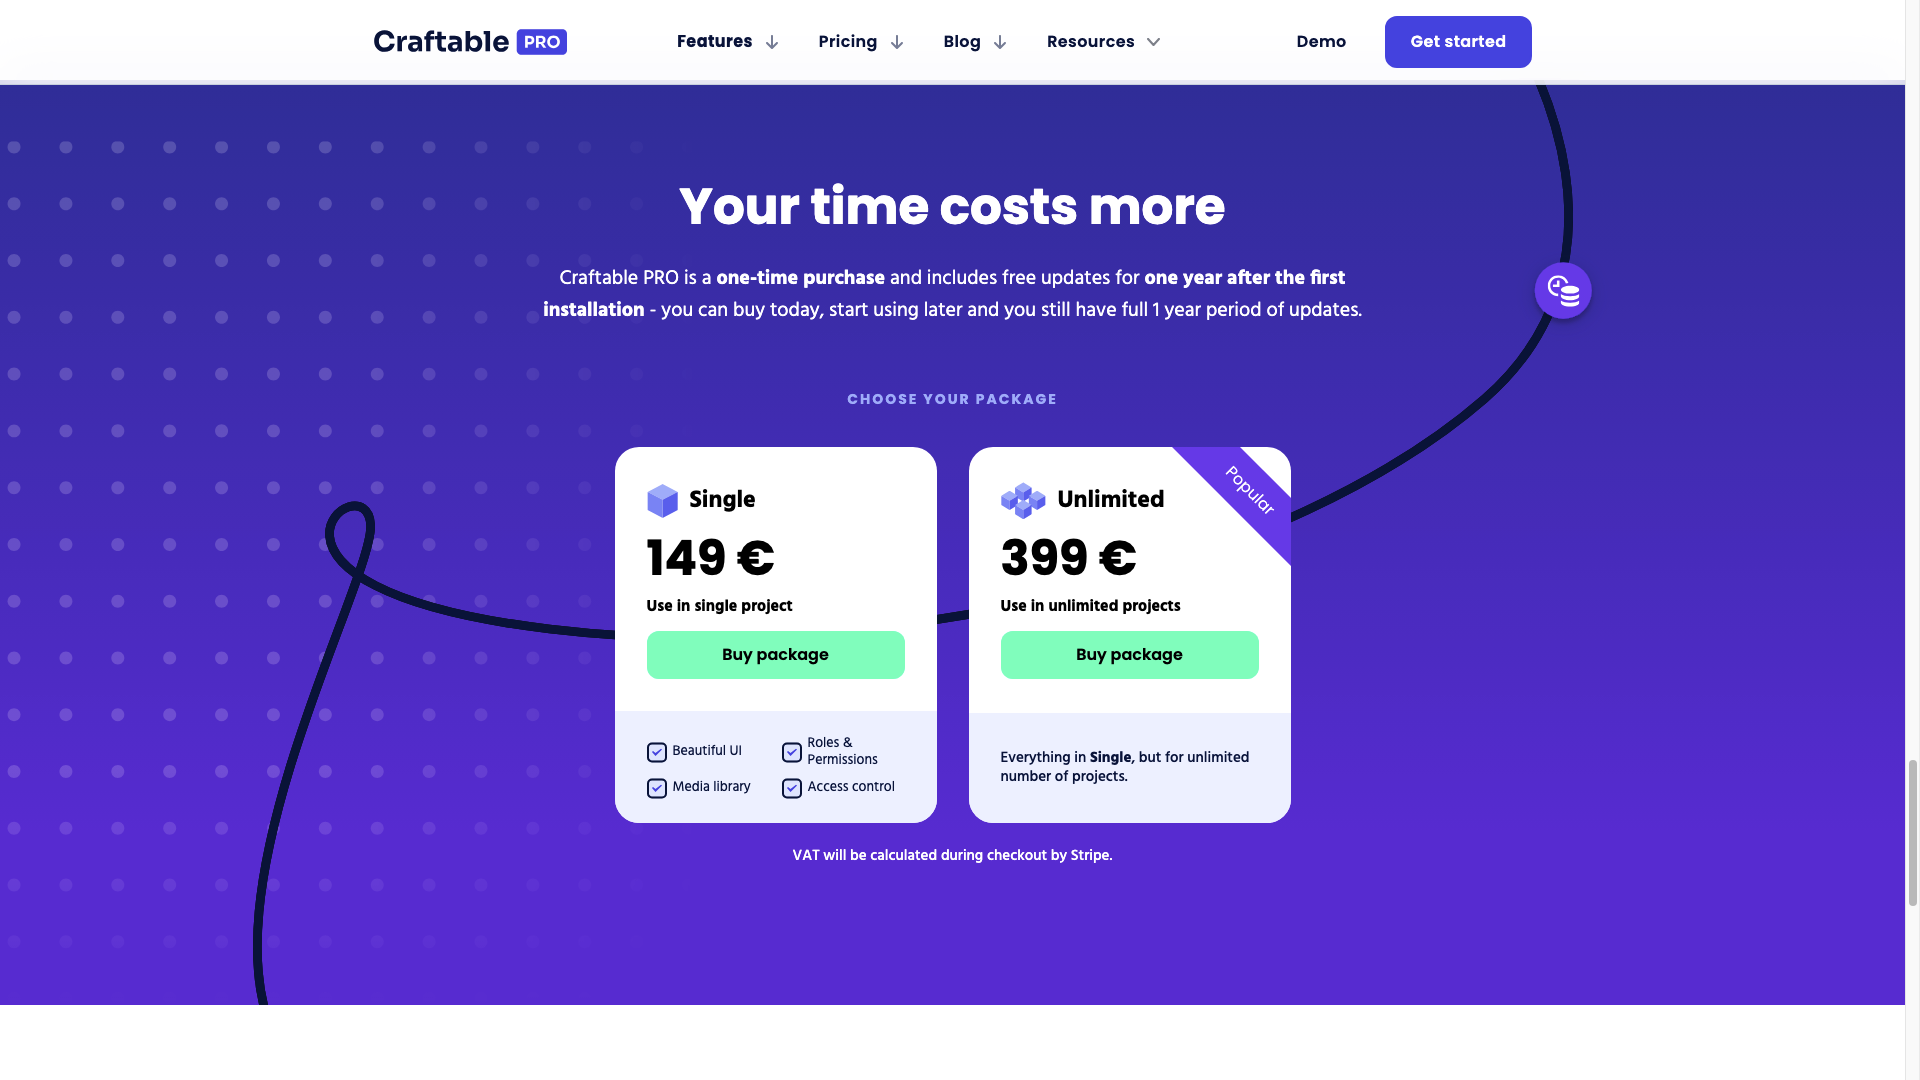 Craftable PRO
Features
Pricing
Blog
Resources
Demo
Get started
Your time costs more
Craftable PRO is a one-time purchase and includes free updates for one year after the first
installation - you can buy today, start using later and you still have full 1 year period of updates.
CHOOSE YOUR PACKAGE
Single
149 €
Use in single project
Buy package
Beautiful UI
Roles &
Permissions
Media library
Access control
Unlimited
Popular
399 €
Use in unlimited projects
Buy package
Everything in Single, but for unlimited
number of projects.
VAT will be calculated during checkout by Stripe.